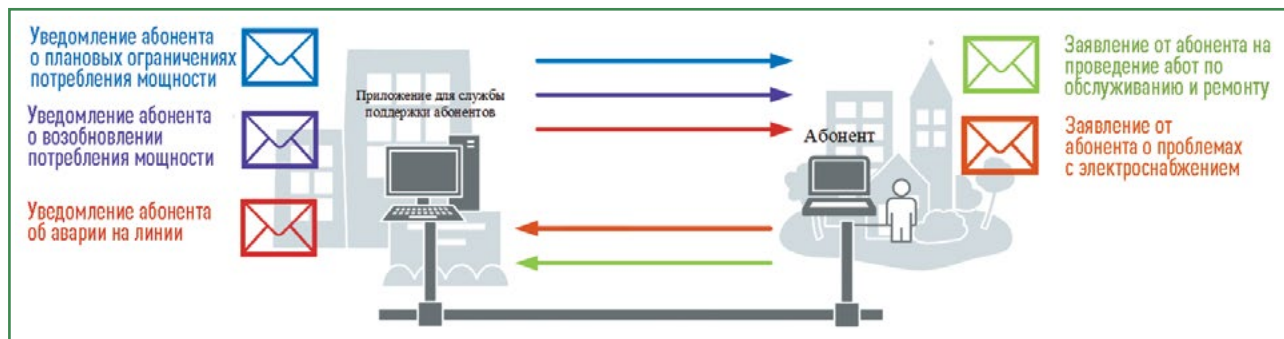 Уведомление абонента
о плановых ограничениях
потребления мощности
Уведомление абонента
о возобновлении
потребления мощности
Уведомление абонента
об аварии на линии
Приложение для службы
поддержки абонентов
Абонент
Заявление от абонента на
проведение абот по
обслуживанию и ремонту
Заявление от
абонента о проблемах
с электроснабжением